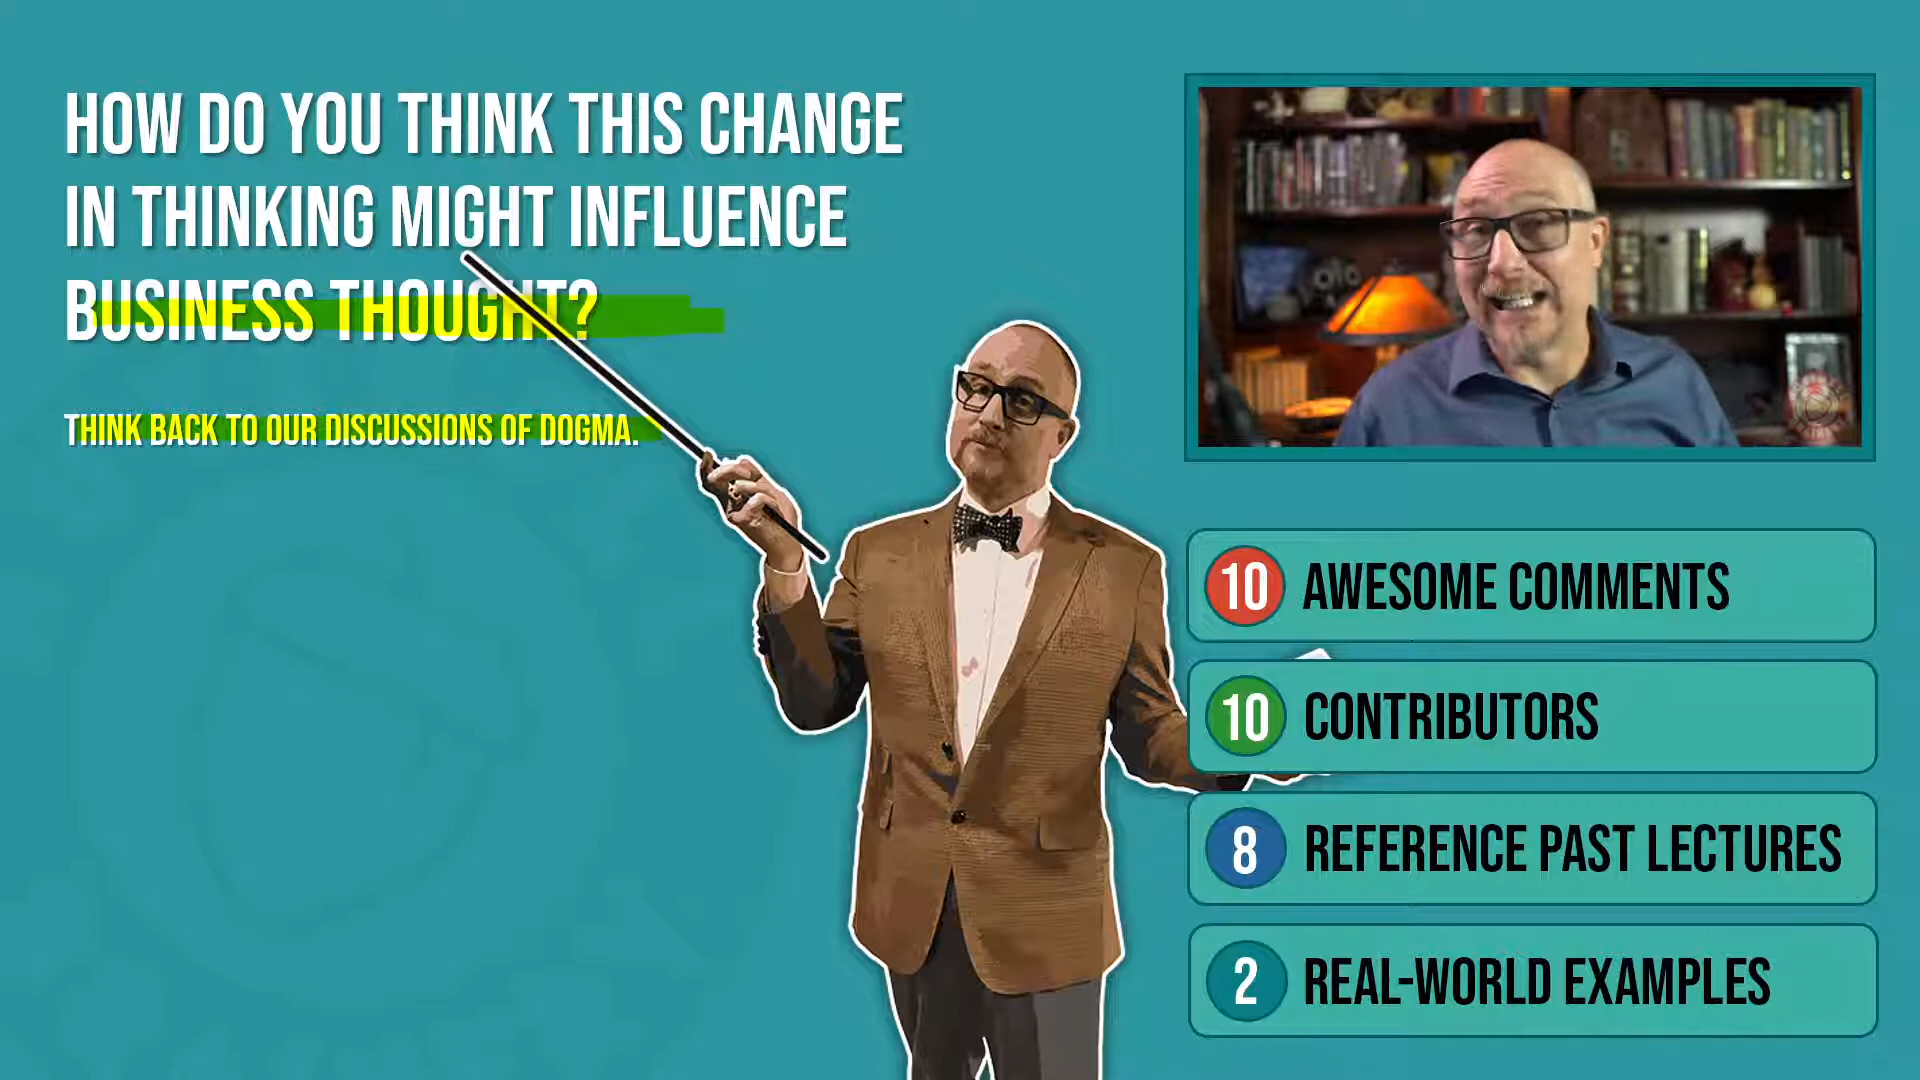 HOW DO YOU THINK THIS CHANGE
IN THINKING MIGHT INFLUENCE
BUSINESS THOUGHT?
THINK BACK TO OUR DISCUSSIONS OF DOGMA.
10 AWESOME COMMENTS
10 CONTRIBUTORS
8 REFERENCE PAST LECTURES
2 REAL-WORLD EXAMPLES